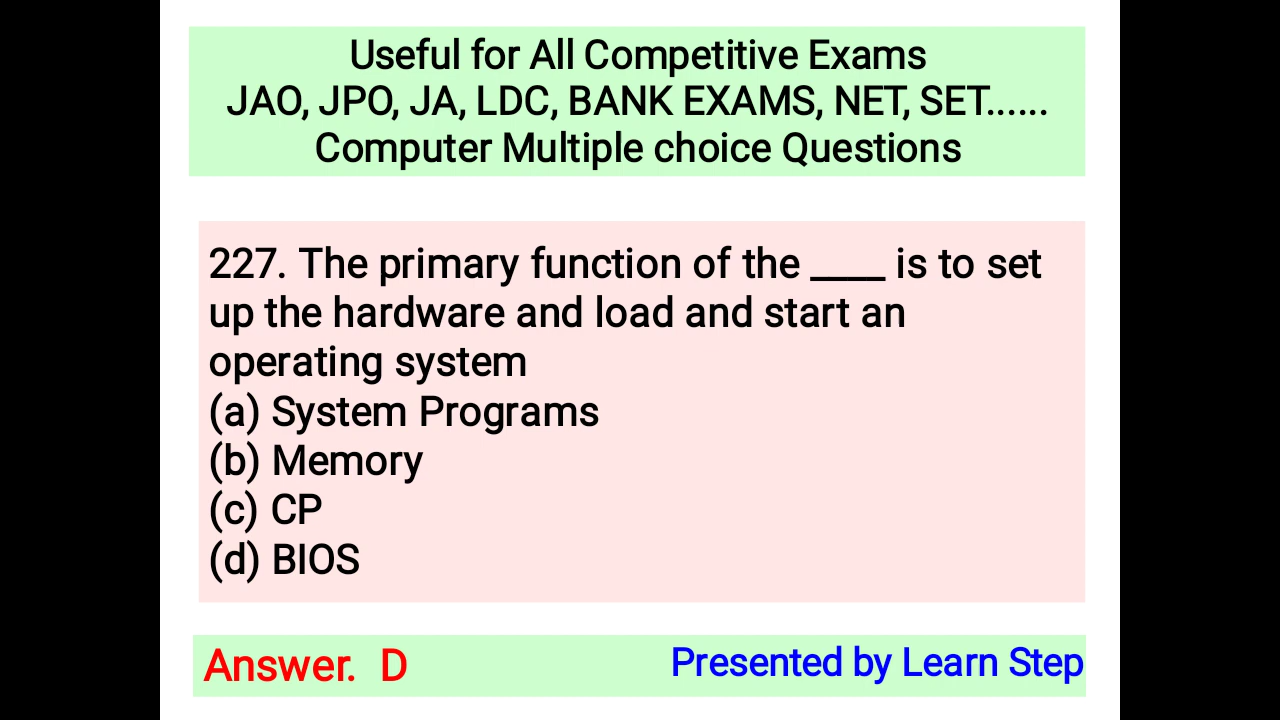 Useful for All Competitive Exams
JAO, JPO, JA, LDC, BANK EXAMS, NET, SET......
Computer Multiple choice Questions
227. The primary function of the ____ is to set
up the hardware and load and start an
operating system
(a) System Programs
(b) Memory
(c) CP
(d) BIOS
Answer. D
Presented by Learn Step